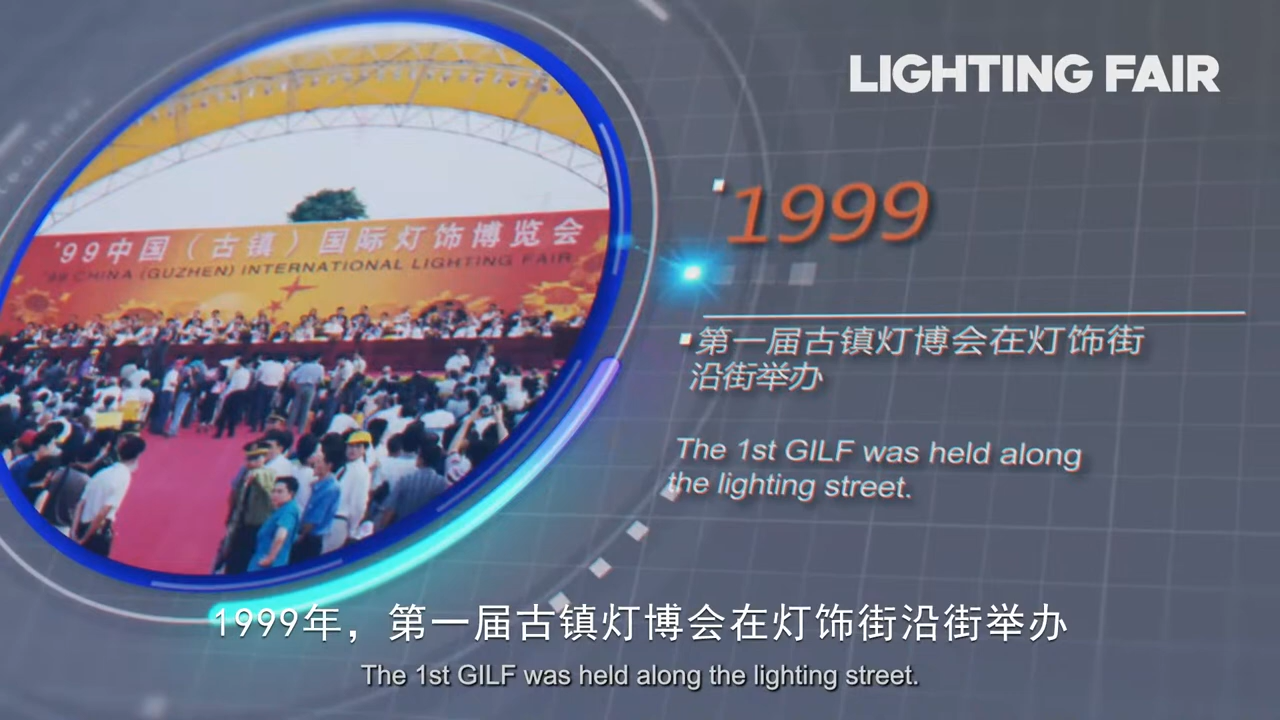 LIGHTING FAIR
'99中国（古镇）国际灯饰博览会
'99 CHINA (GUZHEN) INTERNATIONAL LIGHTING FAIR
1999
第一届古镇灯博会在灯饰街
沿街举办
The 1st GILF was held along
the lighting street.
1999年，第一届古镇灯博会在灯饰街沿街举办
The 1st GILF was held along the lighting street.